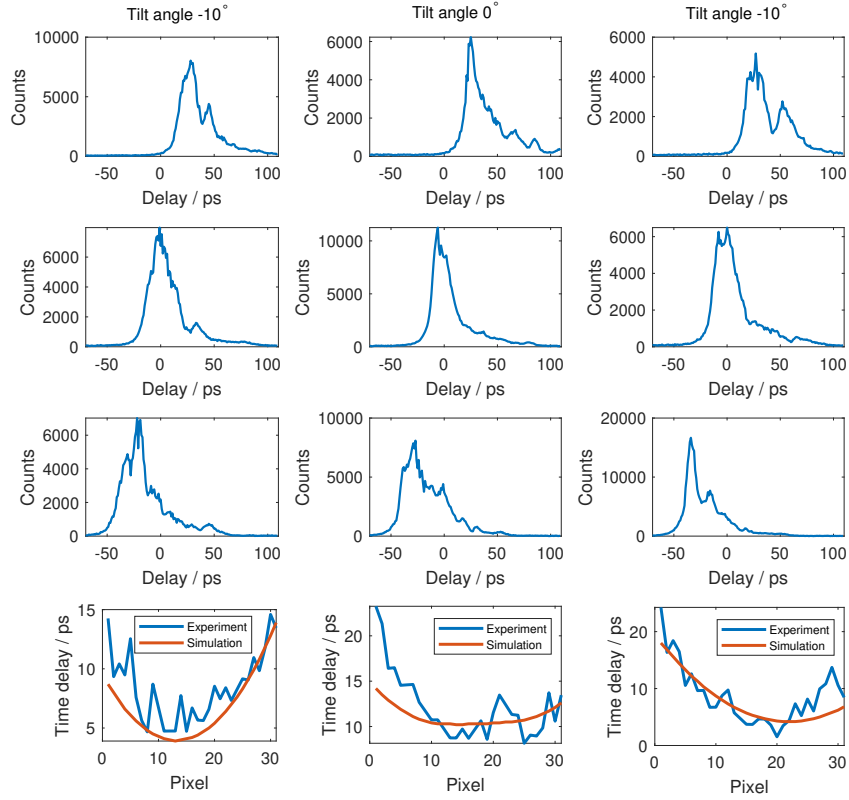 Tilt angle -10°
Tilt angle 0°
Tilt angle -10°
10000
5000
0
Counts
-50 0 50 100
Delay / ps
6000
4000
2000
0
Counts
-50 0 50 100
Delay / ps
6000
4000
2000
0
Counts
-50 0 50 100
Delay / ps
6000
4000
2000
0
Counts
-50 0 50 100
Delay / ps
10000
5000
0
Counts
-50 0 50 100
Delay / ps
6000
4000
2000
0
Counts
-50 0 50 100
Delay / ps
6000
4000
2000
0
Counts
-50 0 50 100
Delay / ps
10000
5000
0
Counts
-50 0 50 100
Delay / ps
20000
10000
0
Counts
-50 0 50 100
Delay / ps
15
10
5
Time delay / ps
Experiment
Simulation
0 10 20 30
Pixel
20
15
10
Time delay / ps
Experiment
Simulation
0 10 20 30
Pixel
20
10
0
Time delay / ps
Experiment
Simulation
0 10 20 30
Pixel